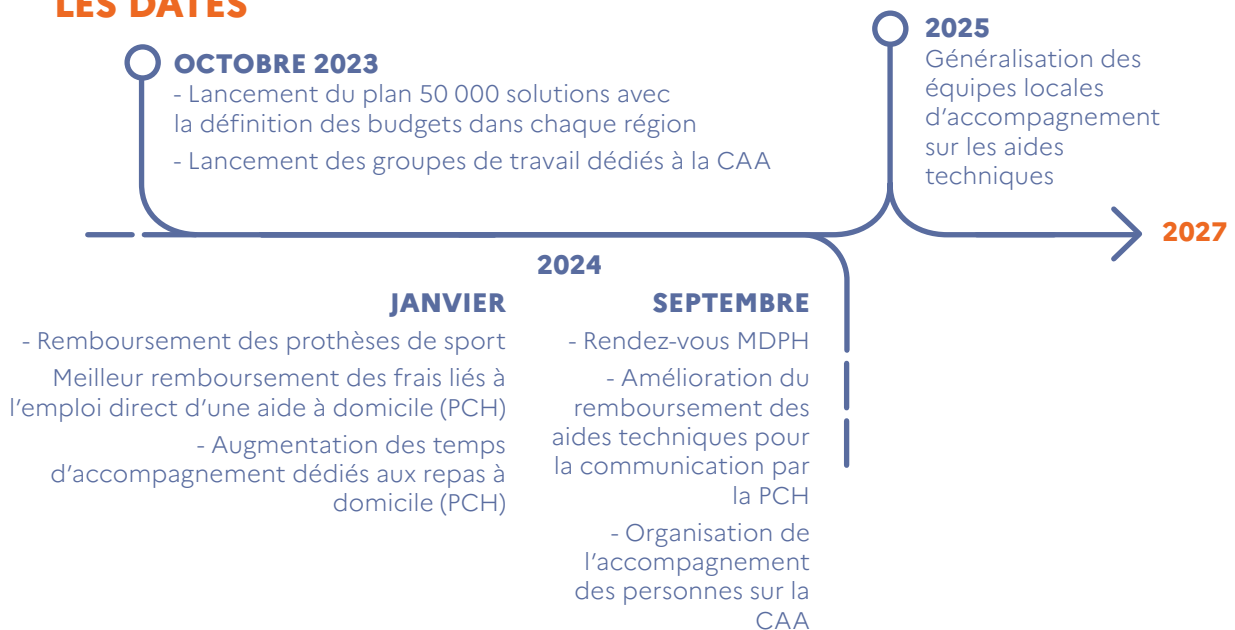 LES DATES
OCTOBRE 2023
- Lancement du plan 50 000 solutions avec
la définition des budgets dans chaque région
- Lancement des groupes de travail dédiés à la CAA
2025
Généralisation des
équipes locales
d’accompagnement
sur les aides
techniques
2027
2024
JANVIER
- Remboursement des prothèses de sport
Meilleur remboursement des frais liés à
l’emploi direct d’une aide à domicile (PCH)
- Augmentation des temps
d’accompagnement dédiés aux repas à
domicile (PCH)
SEPTEMBRE
- Rendez-vous MDPH
- Amélioration du
remboursement des
aides techniques pour
la communication par
la PCH
- Organisation de
l’accompagnement
des personnes sur la
CAA